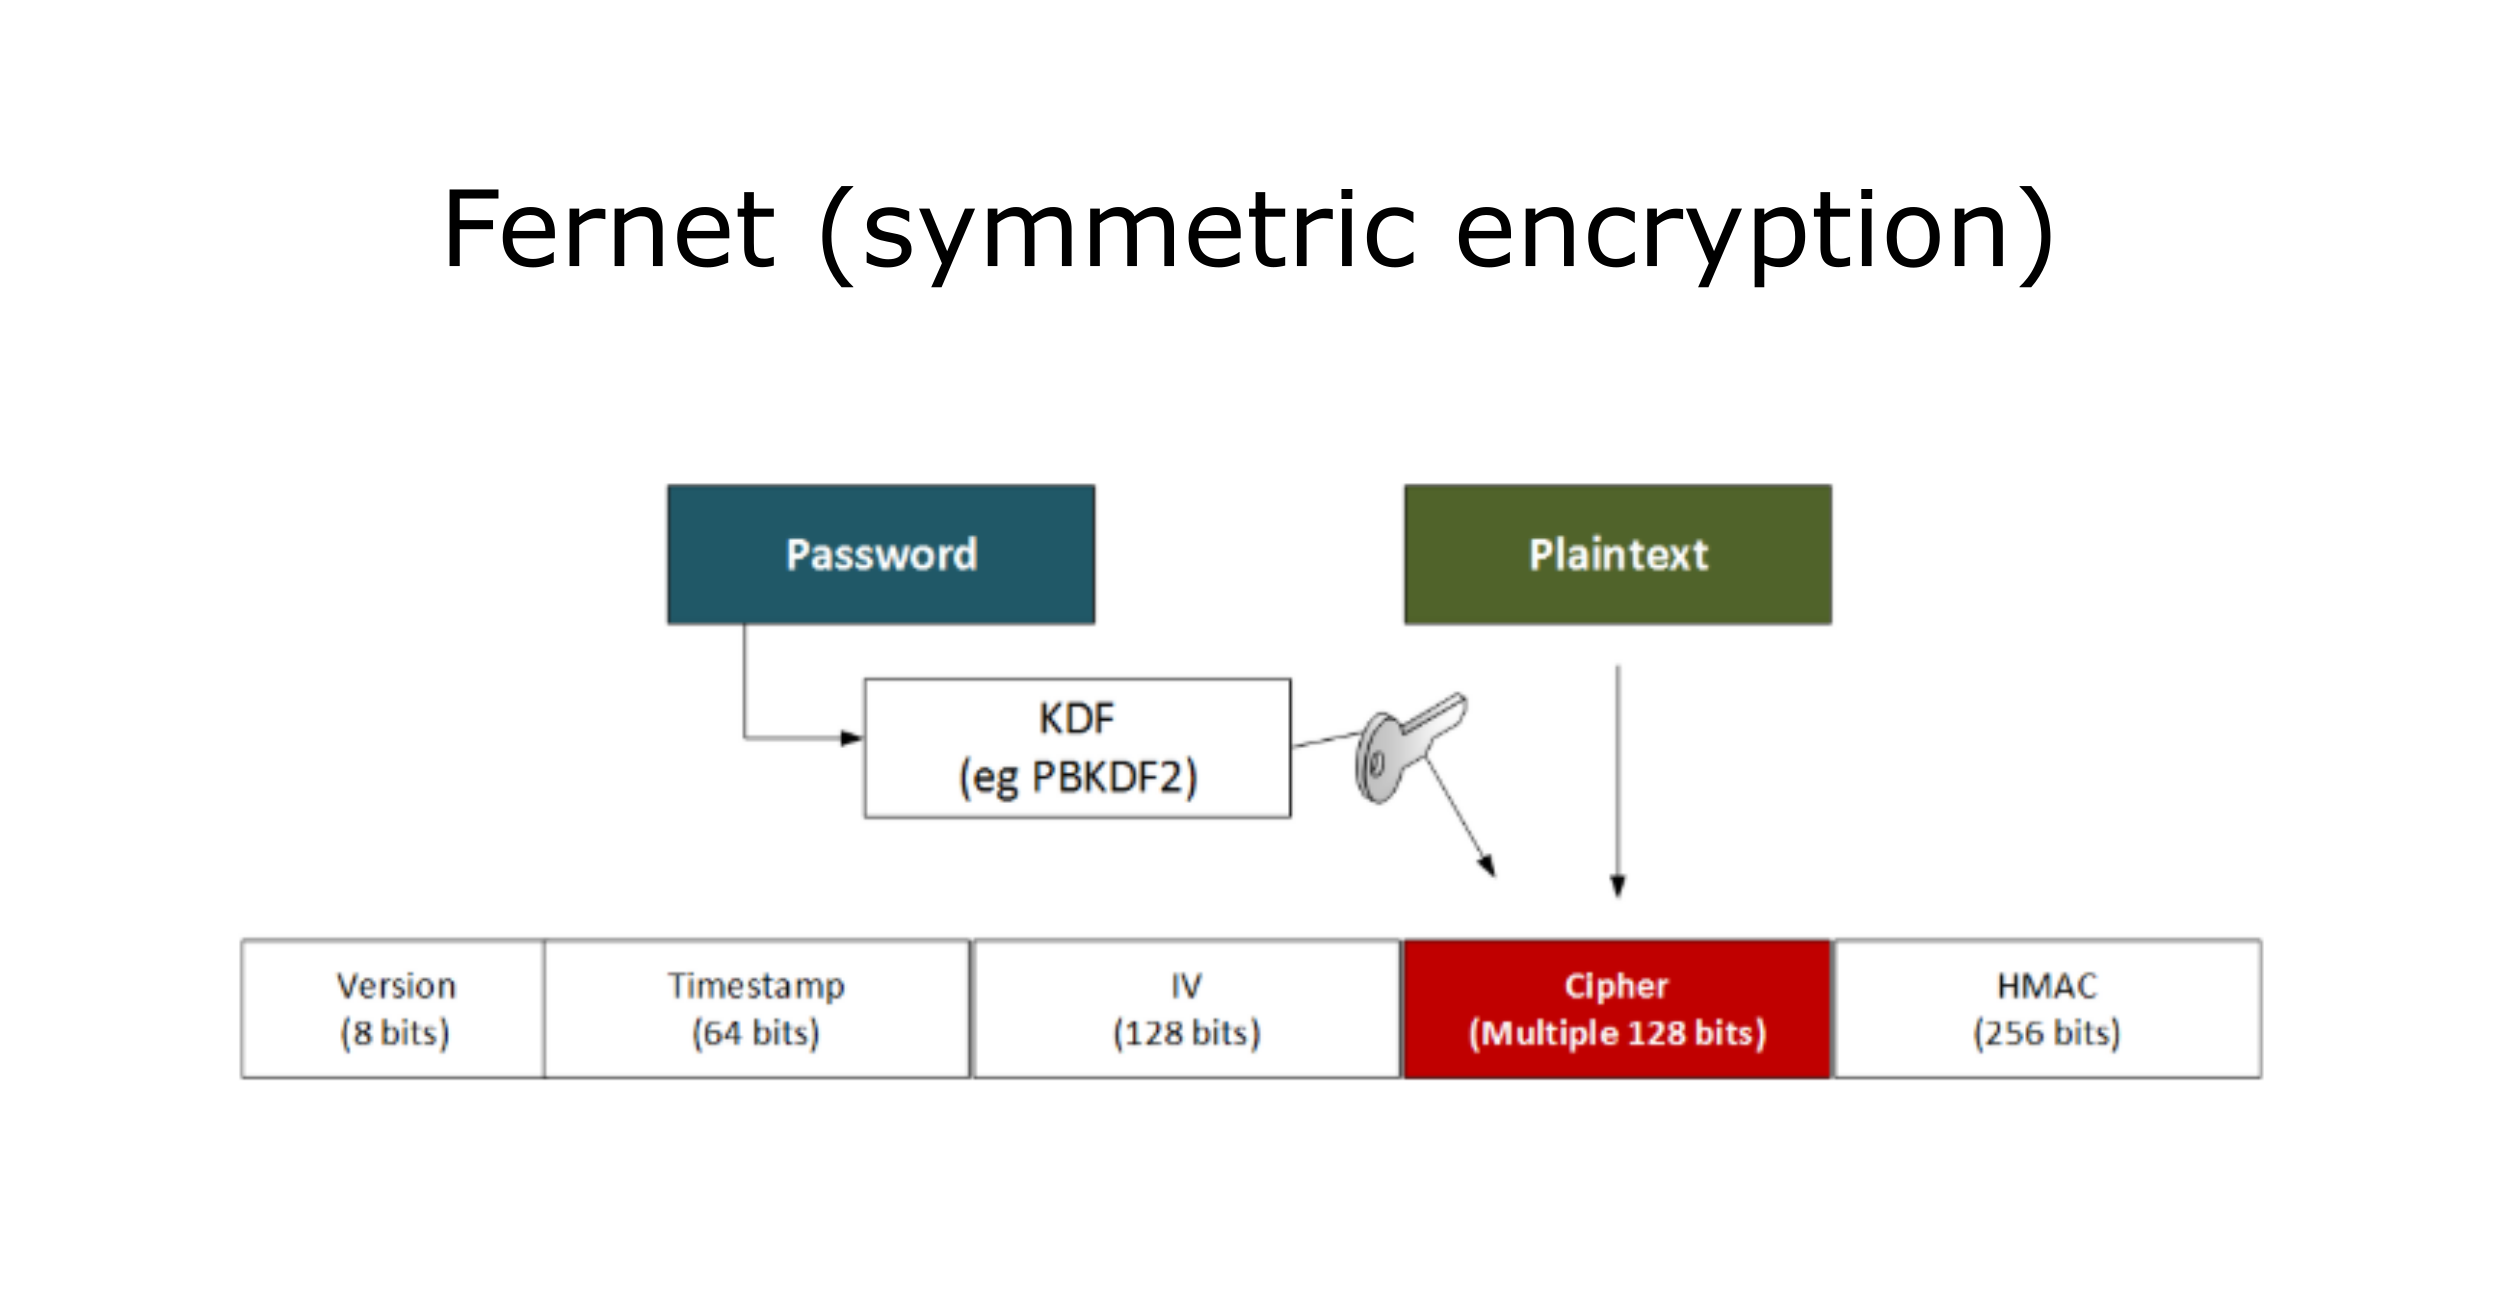 Fernet (symmetric encryption)
Password
Plaintext
KDF
(eg PBKDF2)
Version
(8 bits)
Timestamp
(64 bits)
IV
(128 bits)
Cipher
(Multiple 128 bits)
HMAC
(256 bits)